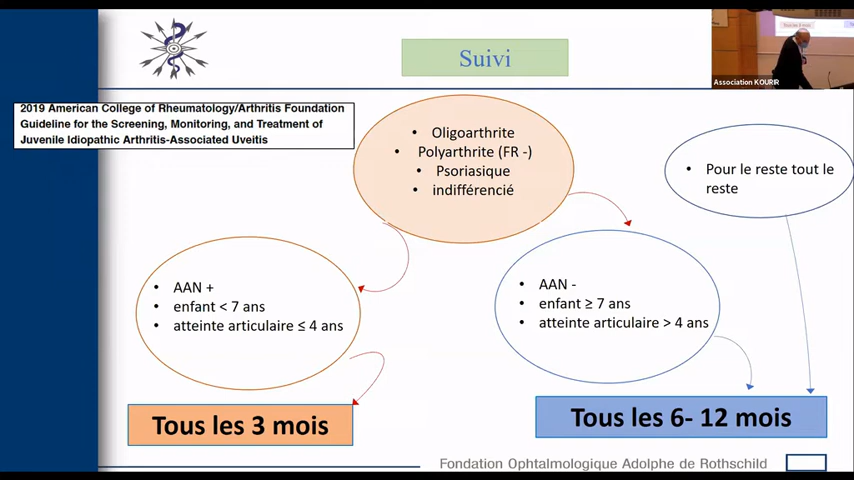 Suivi
Association KOURIR
2019 American College of Rheumatology/Arthritis Foundation
Guideline for the Screening, Monitoring, and Treatment of
Juvenile Idiopathic Arthritis-Associated Uveitis
• Oligoarthrite
• Polyarthrite (FR -)
• Psoriasique
• indifférencié
• Pour le reste tout le
reste
• AAN +
• enfant < 7 ans
• atteinte articulaire ≤ 4 ans
• AAN -
• enfant ≥ 7 ans
• atteinte articulaire > 4 ans
Tous les 3 mois
Tous les 6- 12 mois
Fondation Ophtalmologique Adolphe de Rothschild